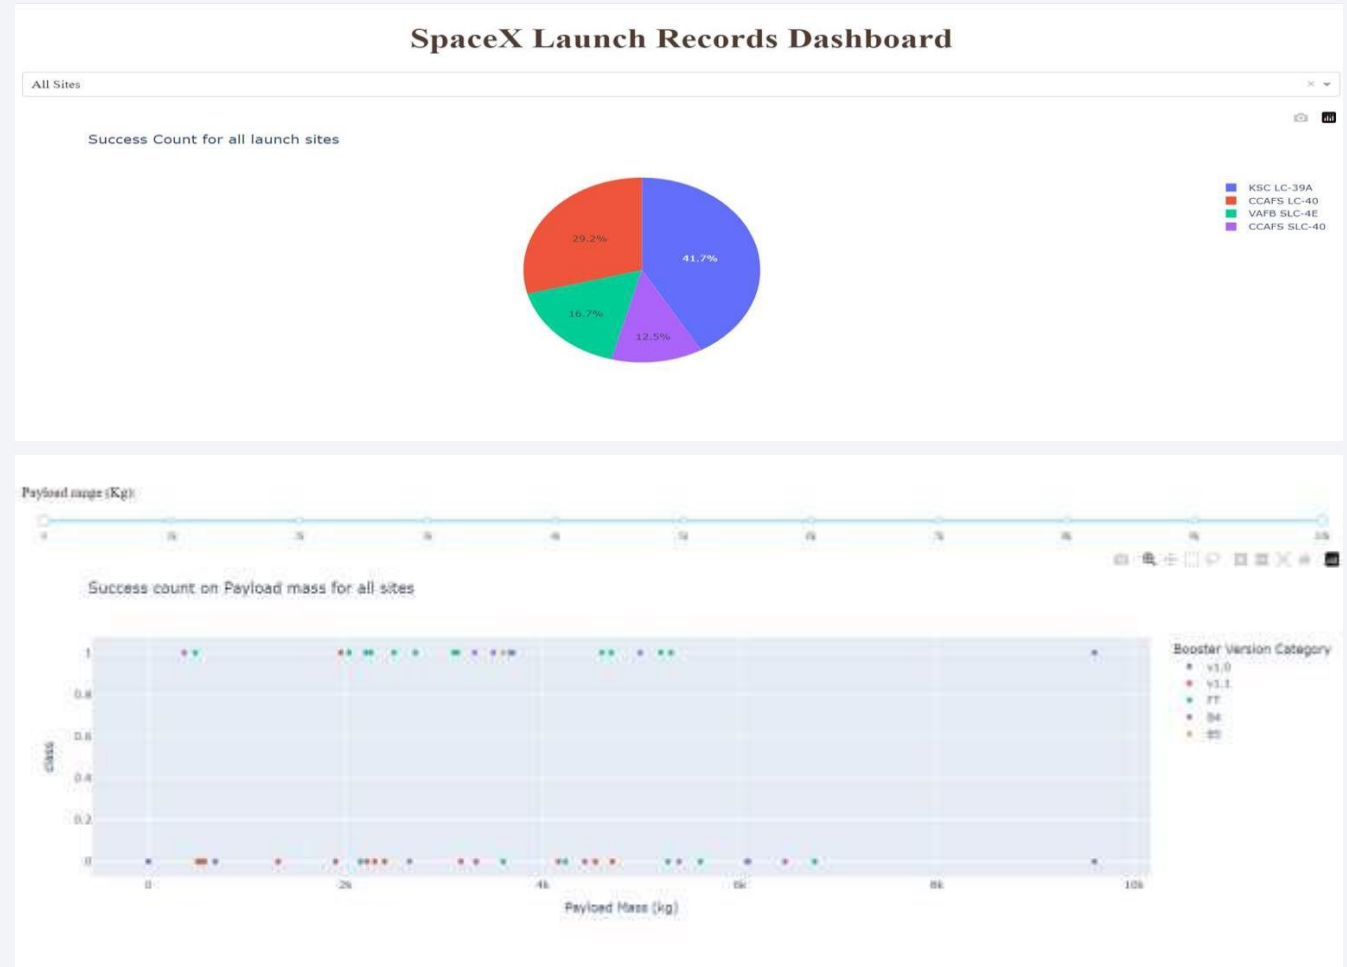 SpaceX Launch Records Dashboard
All Sites
Success Count for all launch sites
KSC LC-39A
CCAFS LC-40
VAFB SLC-4E
CCAFS SLC-40
29.2%
41.7%
16.7%
12.5%
Payload range (Kg):
Success count on Payload mass for all sites
1
0.8
0.6
0.4
0.2
0
class
0 2k 4k 6k 8k 10k
Payload Mass (kg)
Booster Version Category
v1.0
v1.1
FT
B4
B5